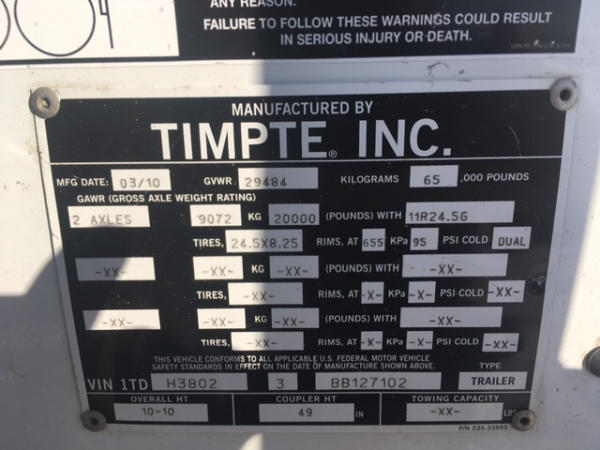 ANY REASON.
FAILURE TO FOLLOW THESE WARNINGS COULD RESULT
IN SERIOUS INJURY OR DEATH.
MANUFACTURED BY
TIMPTE® INC.
MFG DATE: 03/10 GVWR 29484 KILOGRAMS 65 ,000 POUNDS
GAWR (GROSS AXLE WEIGHT RATING)
2 AXLES 9072 KG 20000 (POUNDS) WITH 11R24.5G
TIRES, 24.5X8.25 RIMS, AT 655 KPa 95 PSI COLD DUAL
-XX- -XX- KG -XX- (POUNDS) WITH -XX-
TIRES, -XX- RIMS, AT -X- KPa -X- PSI COLD -XX-
-XX- -XX- KG -XX- (POUNDS) WITH -XX-
TIRES, -XX- RIMS, AT -X- KPa -X- PSI COLD -XX-
THIS VEHICLE CONFORMS TO ALL APPLICABLE U.S. FEDERAL MOTOR VEHICLE
SAFETY STANDARDS IN EFFECT ON THE DATE OF MANUFACTURE SHOWN ABOVE. TYPE
VIN 1TD H3802 3 BB127102 TRAILER
OVERALL HT COUPLER HT TOWING CAPACITY
10-10 49 IN -XX- LBS